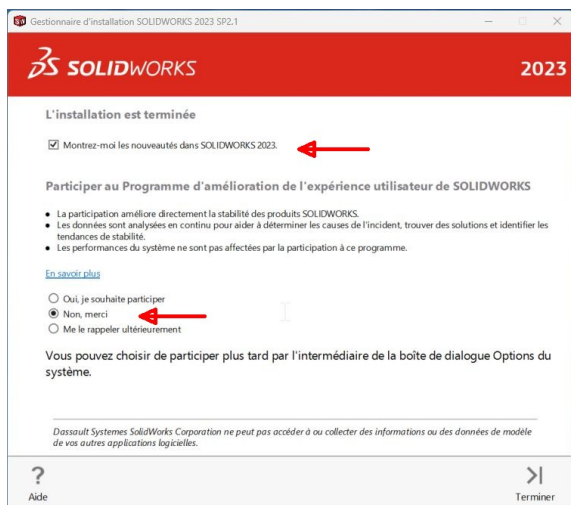 Gestionnaire d'installation SOLIDWORKS 2023 SP2.1
SOLIDWORKS
2023
L'installation est terminée
Montrez-moi les nouveautés dans SOLIDWORKS 2023.
Participer au Programme d'amélioration de l'expérience utilisateur de SOLIDWORKS
• La participation améliore directement la stabilité des produits SOLIDWORKS.
• Les données sont analysées en continu pour aider à déterminer les causes de l'incident, trouver des solutions et identifier les
tendances de stabilité.
• Les performances du système ne sont pas affectées par la participation à ce programme.
En savoir plus
Oui, je souhaite participer
Non, merci
Me le rappeler ultérieurement
Vous pouvez choisir de participer plus tard par l'intermédiaire de la boîte de dialogue Options du
système.
Dassault Systemes SolidWorks Corporation ne peut pas accéder à ou collecter des informations ou des données de modèle
de vos autres applications logicielles.
?
Aide
Terminer